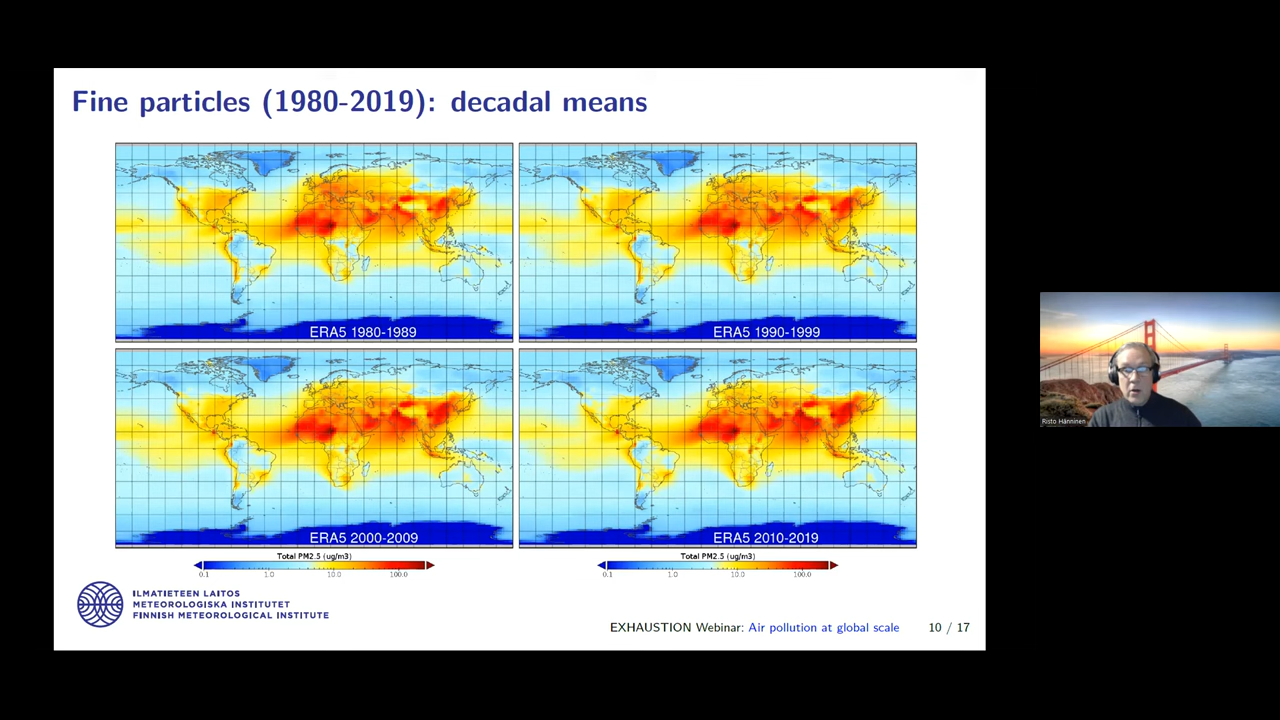 Fine particles (1980-2019): decadal means
ERA5 1980-1989
ERA5 1990-1999
ERA5 2000-2009
ERA5 2010-2019
Total PM2.5 (ug/m3)
0.1 1.0 10.0 100.0
Total PM2.5 (ug/m3)
0.1 1.0 10.0 100.0
ILMATIETEEN LAITOS
METEOROLOGISKA INSTITUTET
FINNISH METEOROLOGICAL INSTITUTE
EXHAUSTION Webinar: Air pollution at global scale 10 / 17
Risto Hänninen